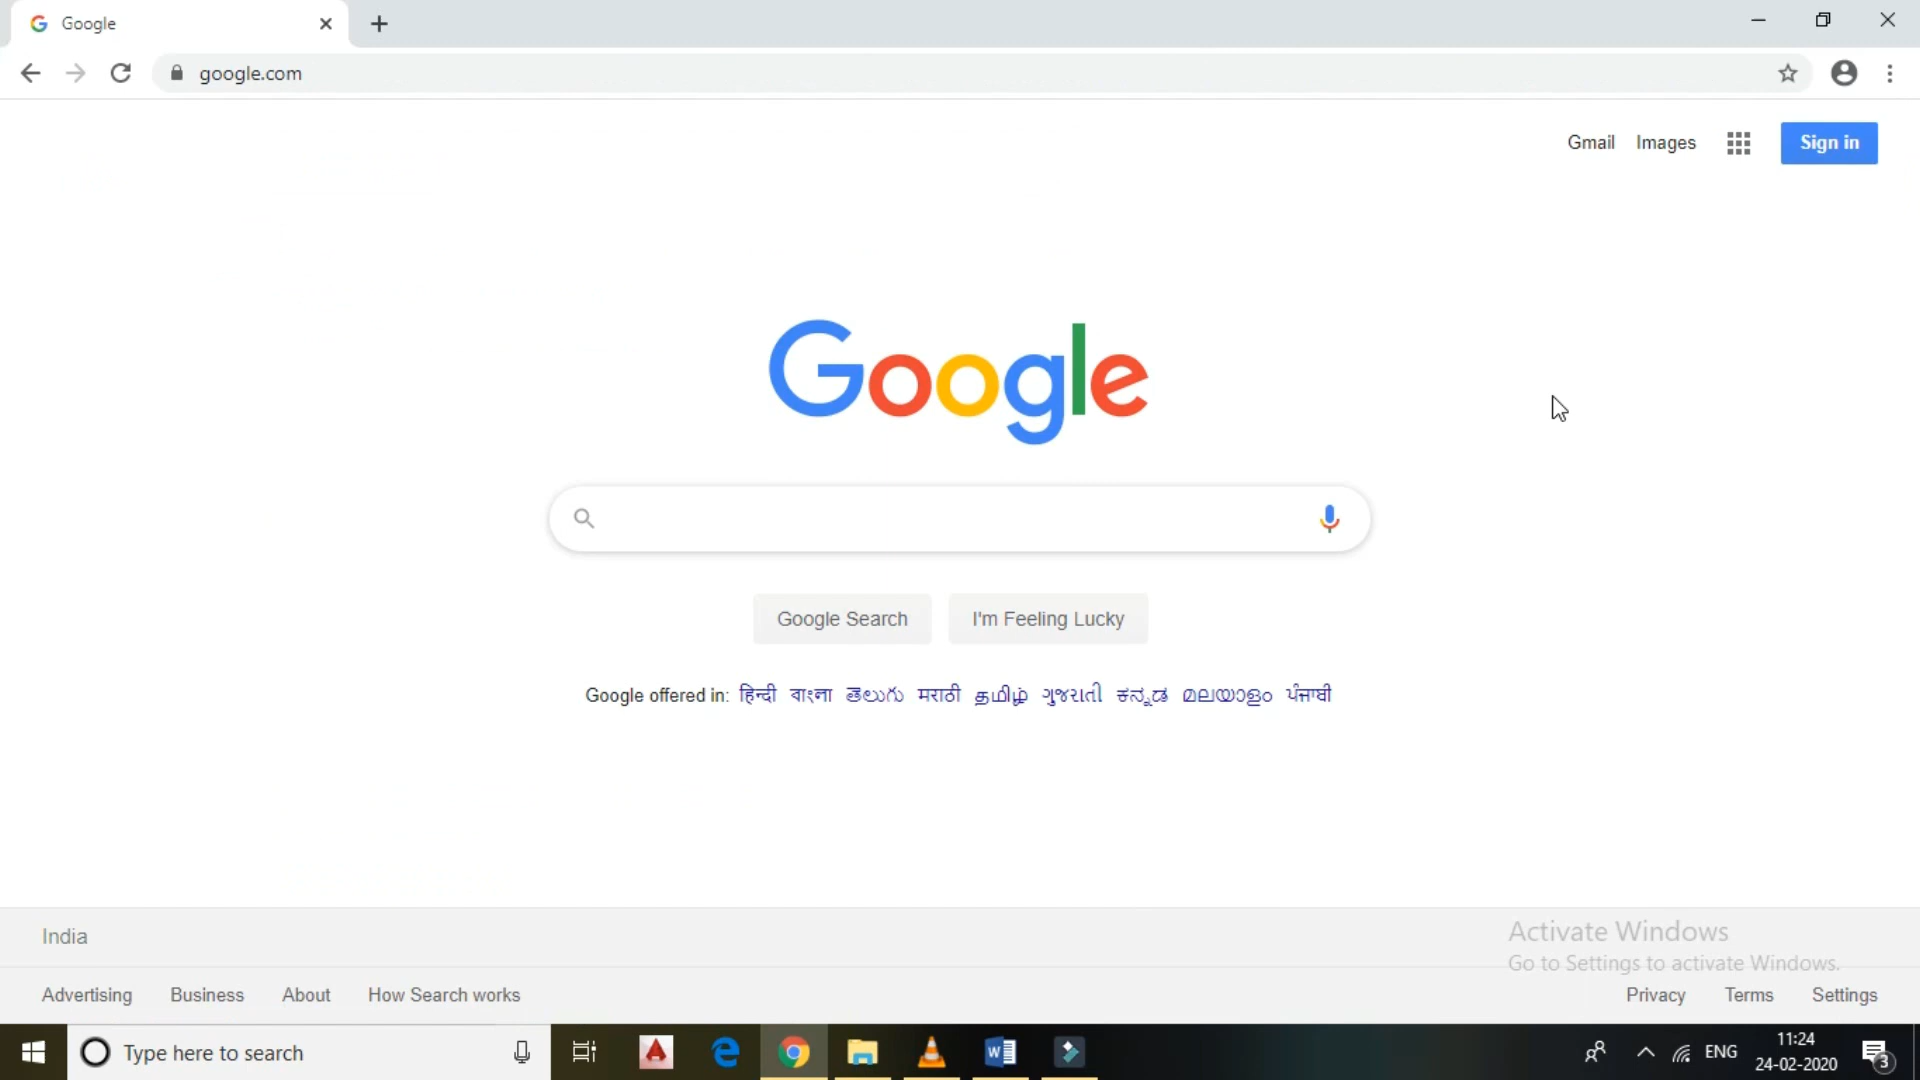 Google
google.com
Gmail Images Sign in
Google
Google Search I'm Feeling Lucky
Google offered in: हिन्दी বাংলা తెలుగు मराठी தமிழ் ગુજરાતી ಕನ್ನಡ മലയാളം ਪੰਜਾਬੀ
India
Activate Windows
Go to Settings to activate Windows.
Advertising Business About How Search works Privacy Terms Settings
Type here to search ENG 11:24
24-02-2020 3